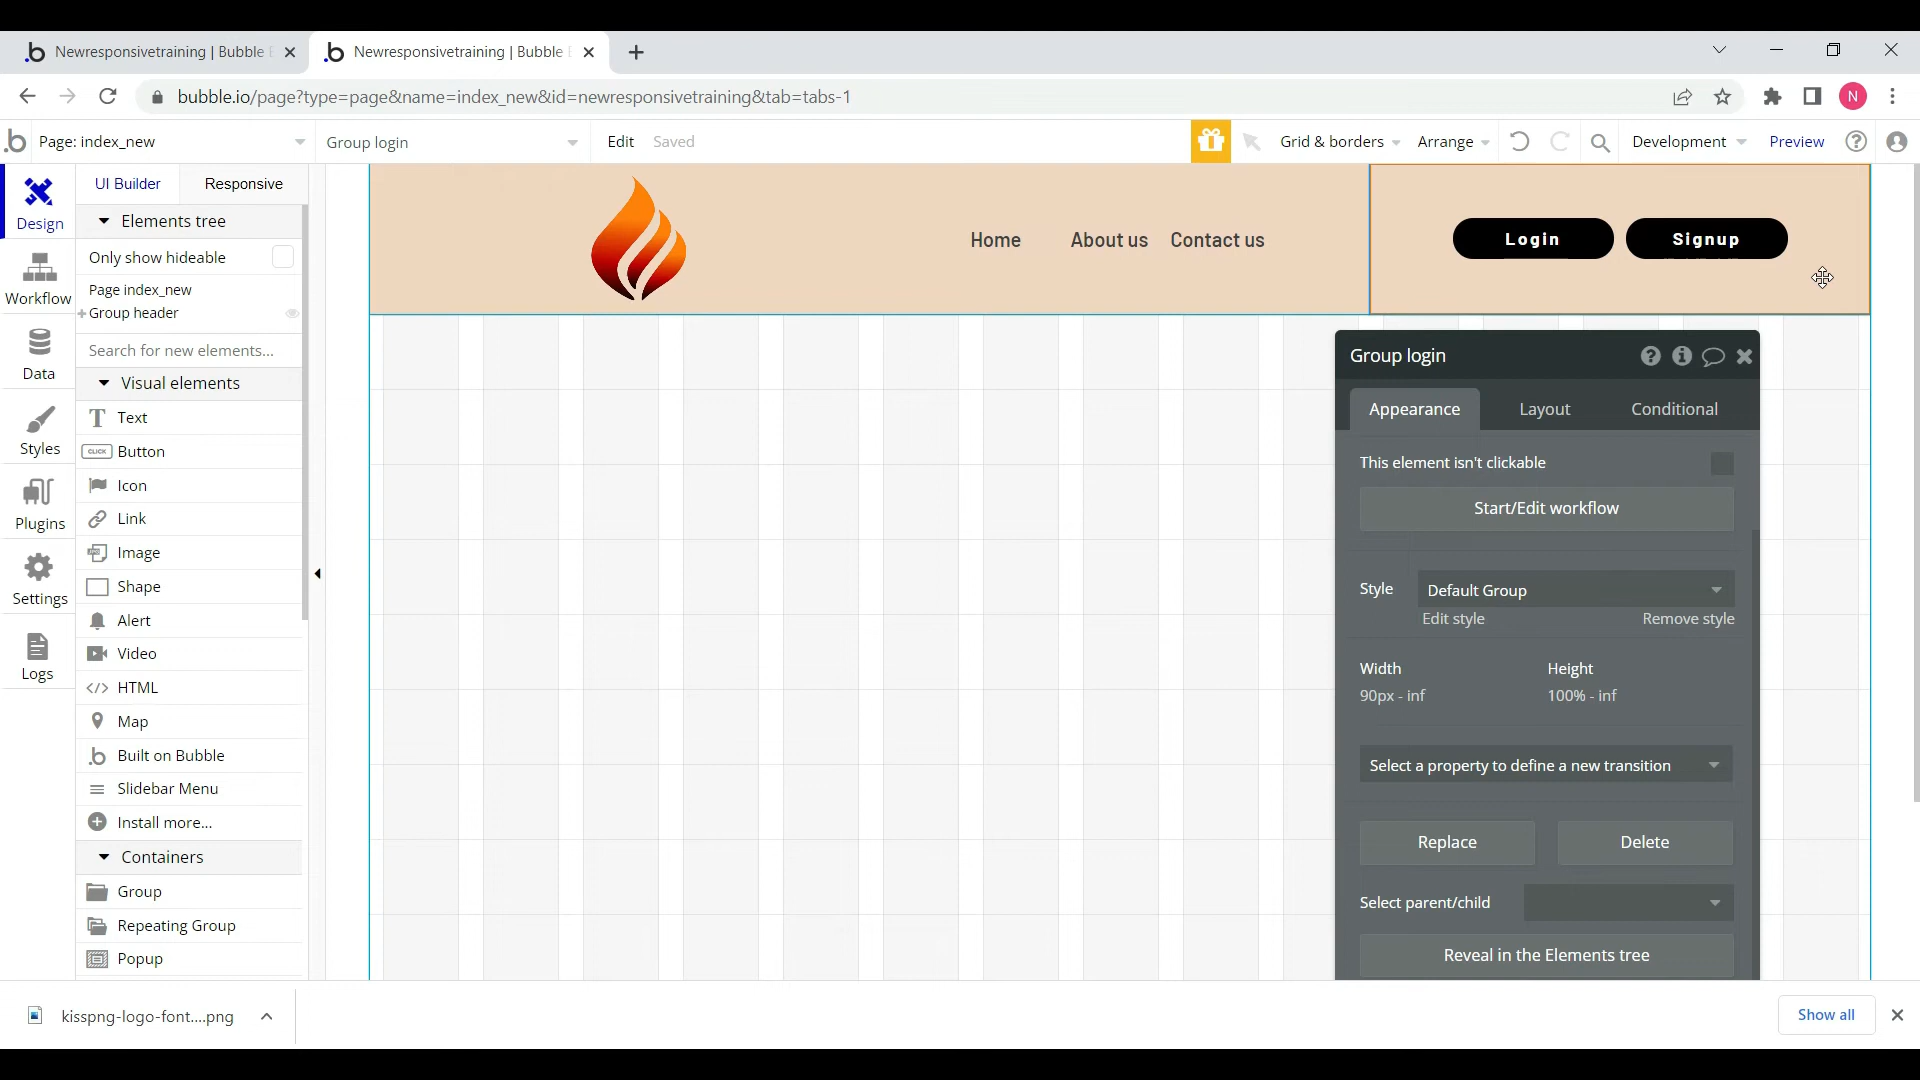 Newresponsivetraining | Bubble E
Newresponsivetraining | Bubble E
bubble.io/page?type=page&name=index_new&id=newresponsivetraining&tab=tabs-1
N
Page: index_new
Group login
Edit
Saved
Grid & borders
Arrange
Development
Preview
Design
Workflow
Data
Styles
Plugins
Settings
Logs
UI Builder
Responsive
Elements tree
Only show hideable
Page index_new
Group header
Search for new elements...
Visual elements
Text
CLICK Button
Icon
Link
Image
Shape
Alert
Video
</> HTML
Map
Built on Bubble
Slidebar Menu
Install more...
Containers
Group
Repeating Group
Popup
Home
About us
Contact us
Login
Signup
Group login
Appearance
Layout
Conditional
This element isn't clickable
Start/Edit workflow
Style
Default Group
Edit style
Remove style
Width
Height
90px - inf
100% - inf
Select a property to define a new transition
Replace
Delete
Select parent/child
Reveal in the Elements tree
kisspng-logo-font....png
Show all